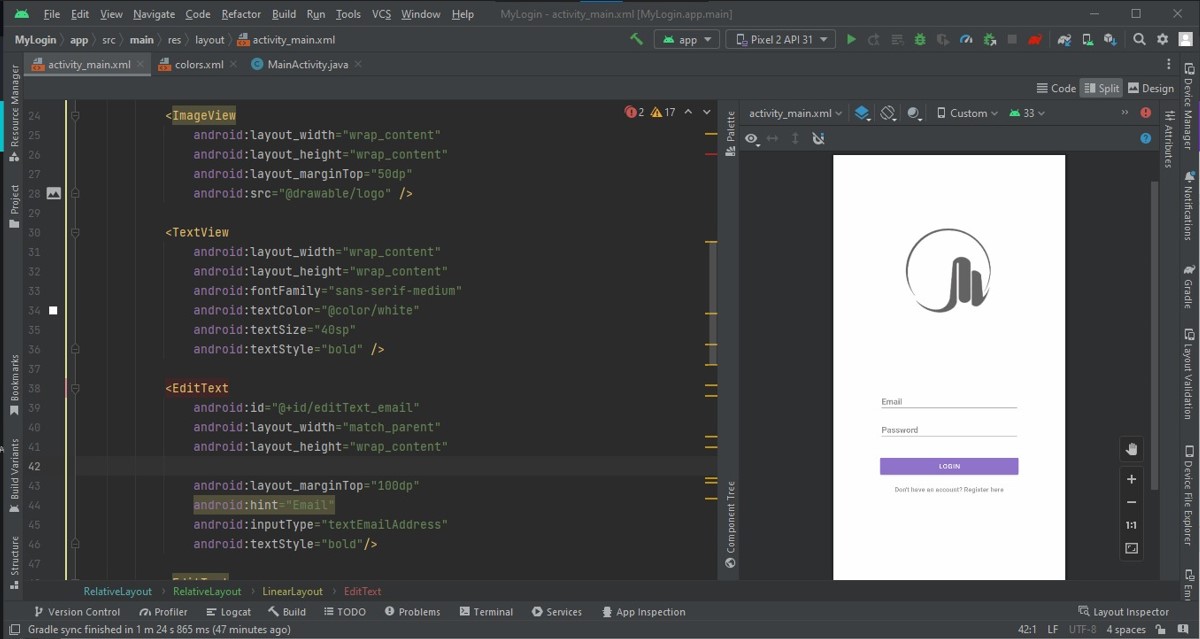 File Edit View Navigate Code Refactor Build Run Tools VCS Window Help MyLogin - activity_main.xml [MyLogin.app.main]
MyLogin app src main res layout activity_main.xml app Pixel 2 API 31
activity_main.xml colors.xml MainActivity.java
Code Split Design
Resource Manager
Project
Bookmarks
Build Variants
Structure
2 17
24 <ImageView
25 android:layout_width="wrap_content"
26 android:layout_height="wrap_content"
27 android:layout_marginTop="50dp"
28 android:src="@drawable/logo" />
29
30 <TextView
31 android:layout_width="wrap_content"
32 android:layout_height="wrap_content"
33 android:fontFamily="sans-serif-medium"
34 android:textColor="@color/white"
35 android:textSize="40sp"
36 android:textStyle="bold" />
37
38 <EditText
39 android:id="@+id/editText_email"
40 android:layout_width="match_parent"
41 android:layout_height="wrap_content"
42
43 android:layout_marginTop="100dp"
44 android:hint="Email"
45 android:inputType="textEmailAddress"
46 android:textStyle="bold"/>
47
Palette
Component Tree
activity_main.xml Custom 33
Email
Password
LOGIN
Don't have an account? Register here
1:1
Attributes
Device Manager
Notifications
Gradle
Layout Validation
Device File Explorer
RelativeLayout RelativeLayout LinearLayout EditText
Version Control Profiler Logcat Build TODO Problems Terminal Services App Inspection Layout Inspector
Gradle sync finished in 1 m 24 s 865 ms (47 minutes ago) 42:1 LF UTF-8 4 spaces